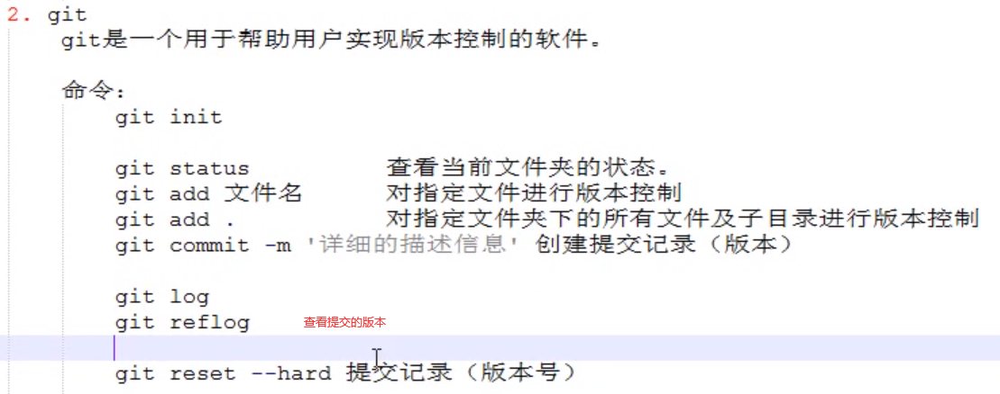 2. git
git是一个用于帮助用户实现版本控制的软件。
命令:
git init
git status 查看当前文件夹的状态。
git add 文件名 对指定文件进行版本控制
git add . 对指定文件夹下的所有文件及子目录进行版本控制
git commit -m '详细的描述信息' 创建提交记录（版本）
git log
git reflog 查看提交的版本
git reset --hard 提交记录（版本号）